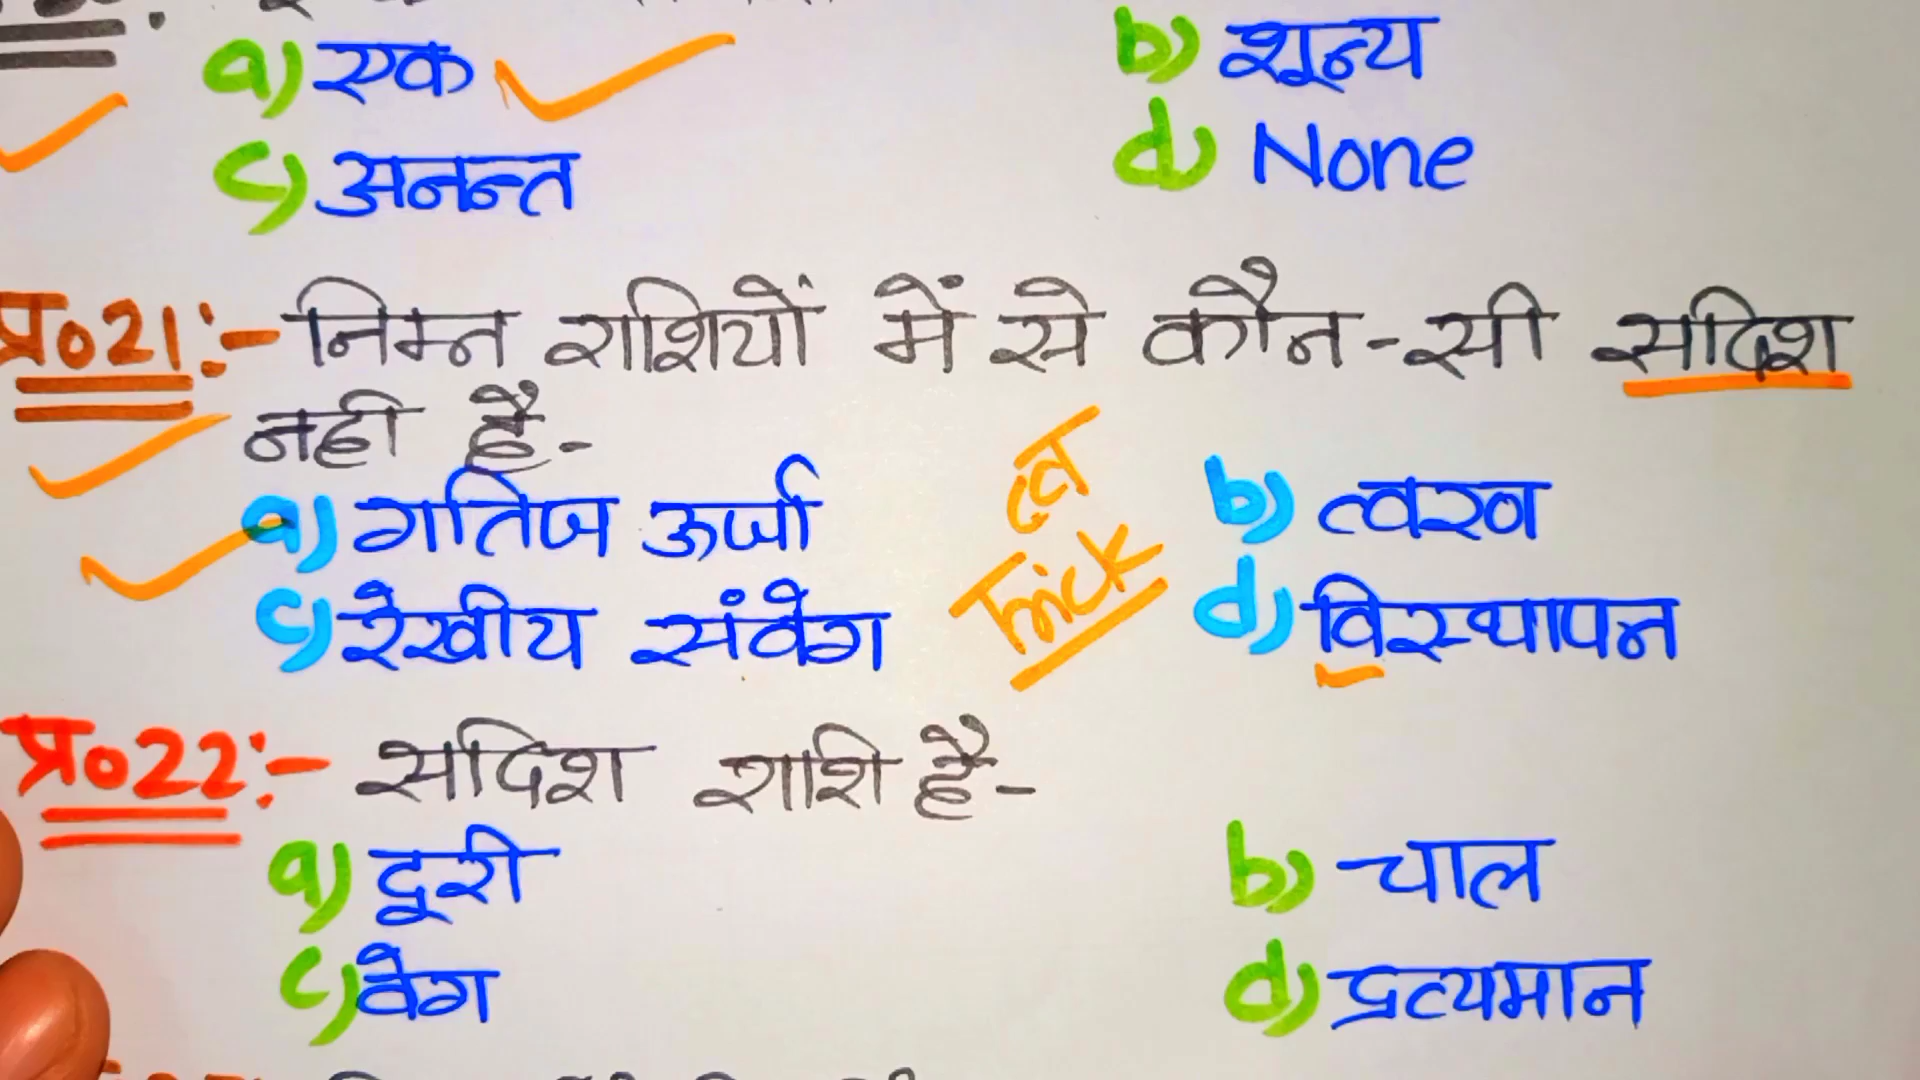 a) एक b) शून्य
c) अनन्त d) None
प्र०21:- निम्न राशियों में से कौन-सी सदिश
नही है-
a) गतिज ऊर्जा b) त्वरण
c) रेखीय संवेग d) विस्थापन
व Trick
प्र०22:- सदिश राशि है-
a) दूरी b) चाल
c) वेग d) द्रव्यमान